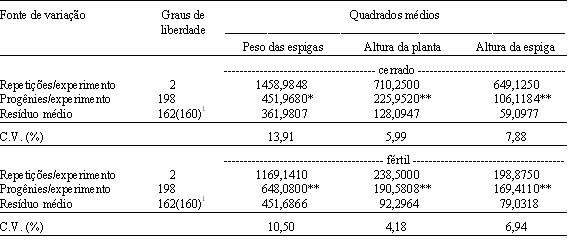 Fonte de variação Graus de liberdade Quadrados médios
Peso das espigas Altura da planta Altura da espiga
cerrado
Repetições/experimento 2 1458,9848 710,2500 649,1250
Progênies/experimento 198 451,9680* 225,9520** 106,1184**
Resíduo médio 162(160)1 361,9807 128,0947 59,0977
C.V. (%) 13,91 5,99 7,88
fértil
Repetições/experimento 2 1169,1410 238,5000 198,8750
Progênies/experimento 198 648,0800** 190,5808** 169,4110**
Resíduo médio 162(160)1 451,6866 92,2964 79,0318
C.V. (%) 10,50 4,18 6,94